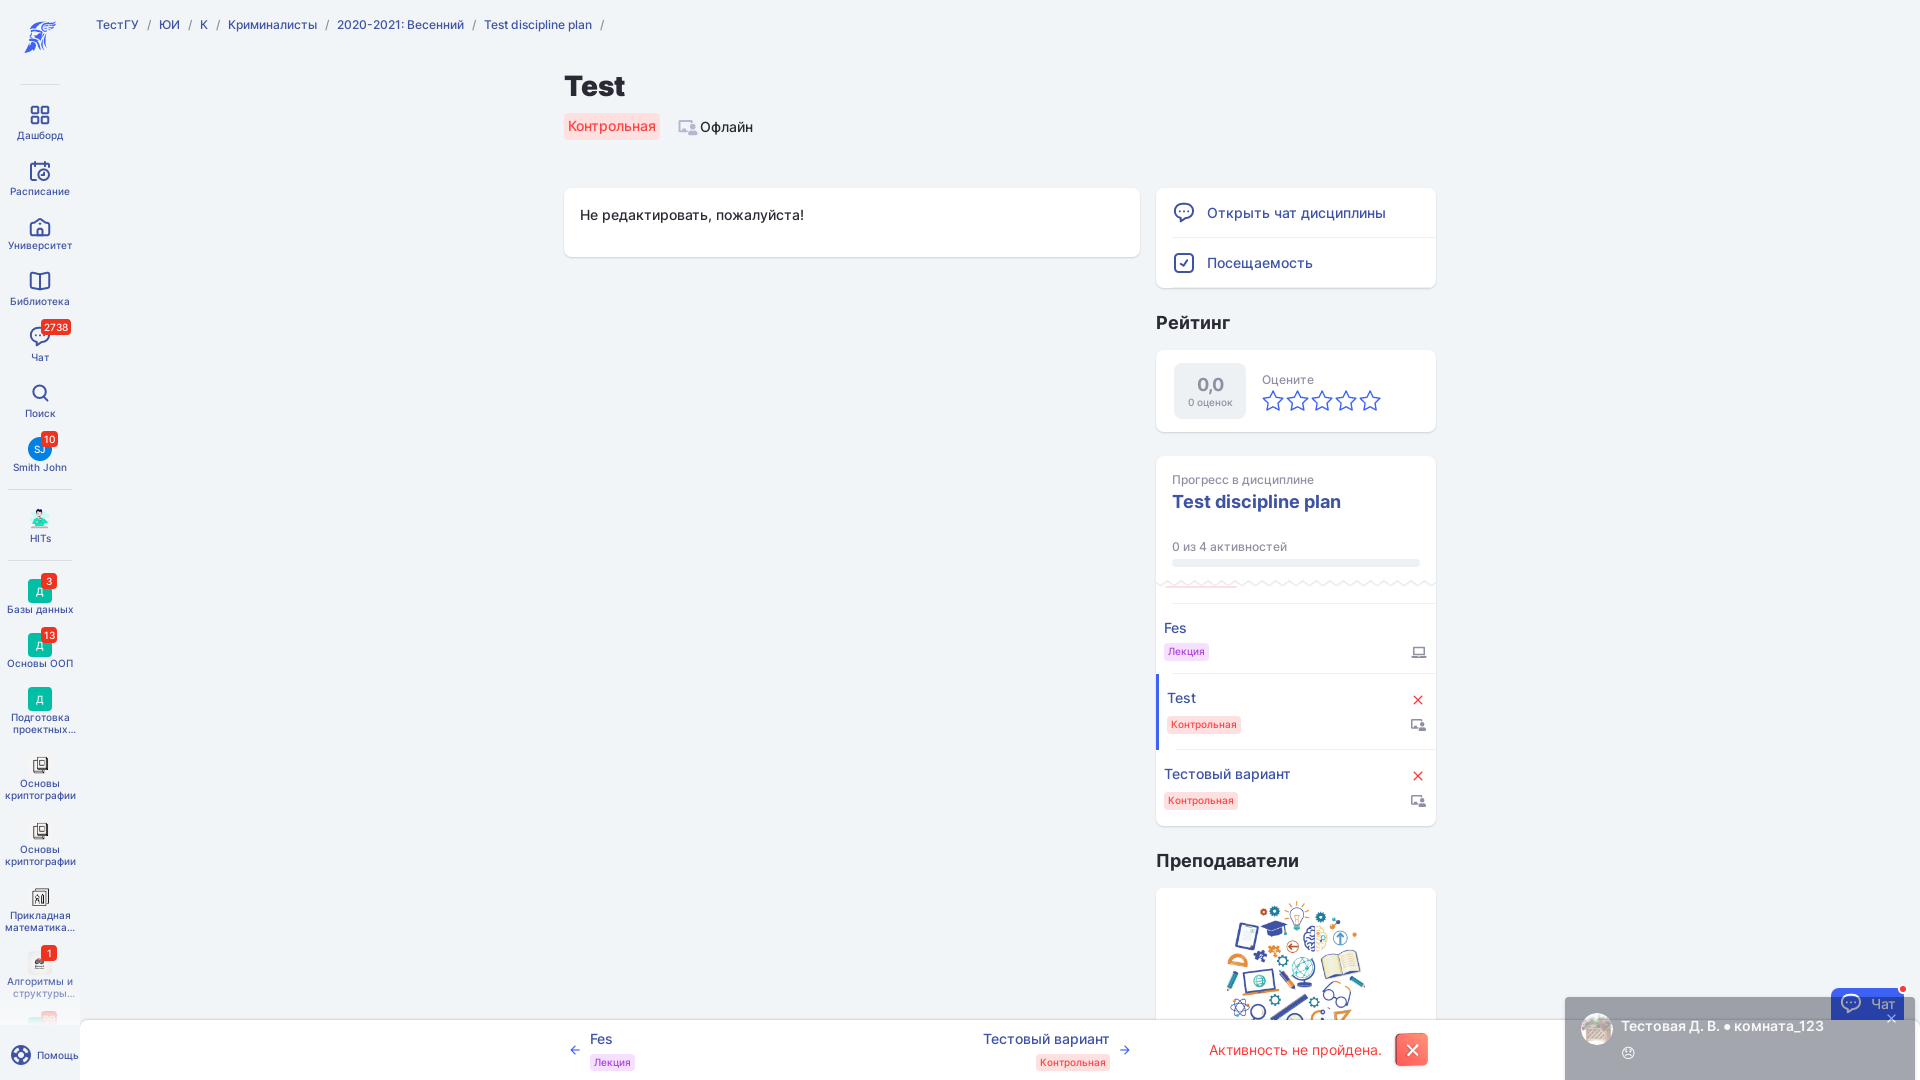 ТестГУ / ЮИ / К / Криминалисты / 2020-2021: Весенний / Test discipline plan /
Дашборд
Расписание
Университет
Библиотека
2738
Чат
Поиск
10
SJ
Smith John
HITs
3
Д
Базы данных
13
Д
Основы ООП
Д
Подготовка
проектных...
Основы
криптографии
Основы
криптографии
Прикладная
математика...
1
Алгоритмы и
структуры...
Помощь
Test
Контрольная
Офлайн
Не редактировать, пожалуйста!
Открыть чат дисциплины
Посещаемость
Рейтинг
0,0
0 оценок
Оцените
Прогресс в дисциплине
Test discipline plan
0 из 4 активностей
Fes
Лекция
Test
Контрольная
Тестовый вариант
Контрольная
Преподаватели
Fes
Лекция
Тестовый вариант
Контрольная
Активность не пройдена.
Чат
Тестовая Д. В. ● комната_123